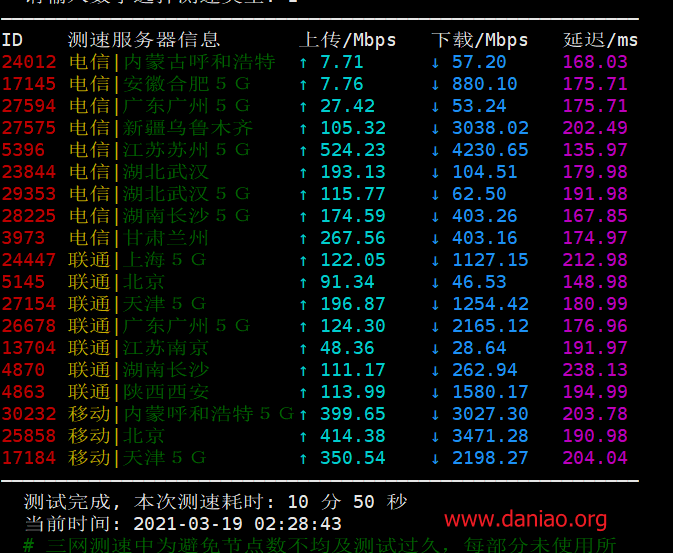 ID 测速服务器信息 上传/Mbps 下载/Mbps 延迟/ms
24012 电信|内蒙古呼和浩特 ↑ 7.71 ↓ 57.20 168.03
17145 电信|安徽合肥５Ｇ ↑ 7.76 ↓ 880.10 175.71
27594 电信|广东广州５Ｇ ↑ 27.42 ↓ 53.24 175.71
27575 电信|新疆乌鲁木齐 ↑ 105.32 ↓ 3038.02 202.49
5396 电信|江苏苏州５Ｇ ↑ 524.23 ↓ 4230.65 135.97
23844 电信|湖北武汉 ↑ 193.13 ↓ 104.51 179.98
29353 电信|湖北武汉５Ｇ ↑ 115.77 ↓ 62.50 191.98
28225 电信|湖南长沙５Ｇ ↑ 174.59 ↓ 403.26 167.85
3973 电信|甘肃兰州 ↑ 267.56 ↓ 403.16 174.97
24447 联通|上海５Ｇ ↑ 122.05 ↓ 1127.15 212.98
5145 联通|北京 ↑ 91.34 ↓ 46.53 148.98
27154 联通|天津５Ｇ ↑ 196.87 ↓ 1254.42 180.99
26678 联通|广东广州５Ｇ ↑ 124.30 ↓ 2165.12 176.96
13704 联通|江苏南京 ↑ 48.36 ↓ 28.64 191.97
4870 联通|湖南长沙 ↑ 111.17 ↓ 262.94 238.13
4863 联通|陕西西安 ↑ 113.99 ↓ 1580.17 194.99
30232 移动|内蒙呼和浩特５Ｇ ↑ 399.65 ↓ 3027.30 203.78
25858 移动|北京 ↑ 414.38 ↓ 3471.28 190.98
17184 移动|天津５Ｇ ↑ 350.54 ↓ 2198.27 204.04
测试完成, 本次测速耗时: 10 分 50 秒
当前时间: 2021-03-19 02:28:43
www.daniao.org
# 三网测速中为避免节点数不均及测试过久，每部分未使用所